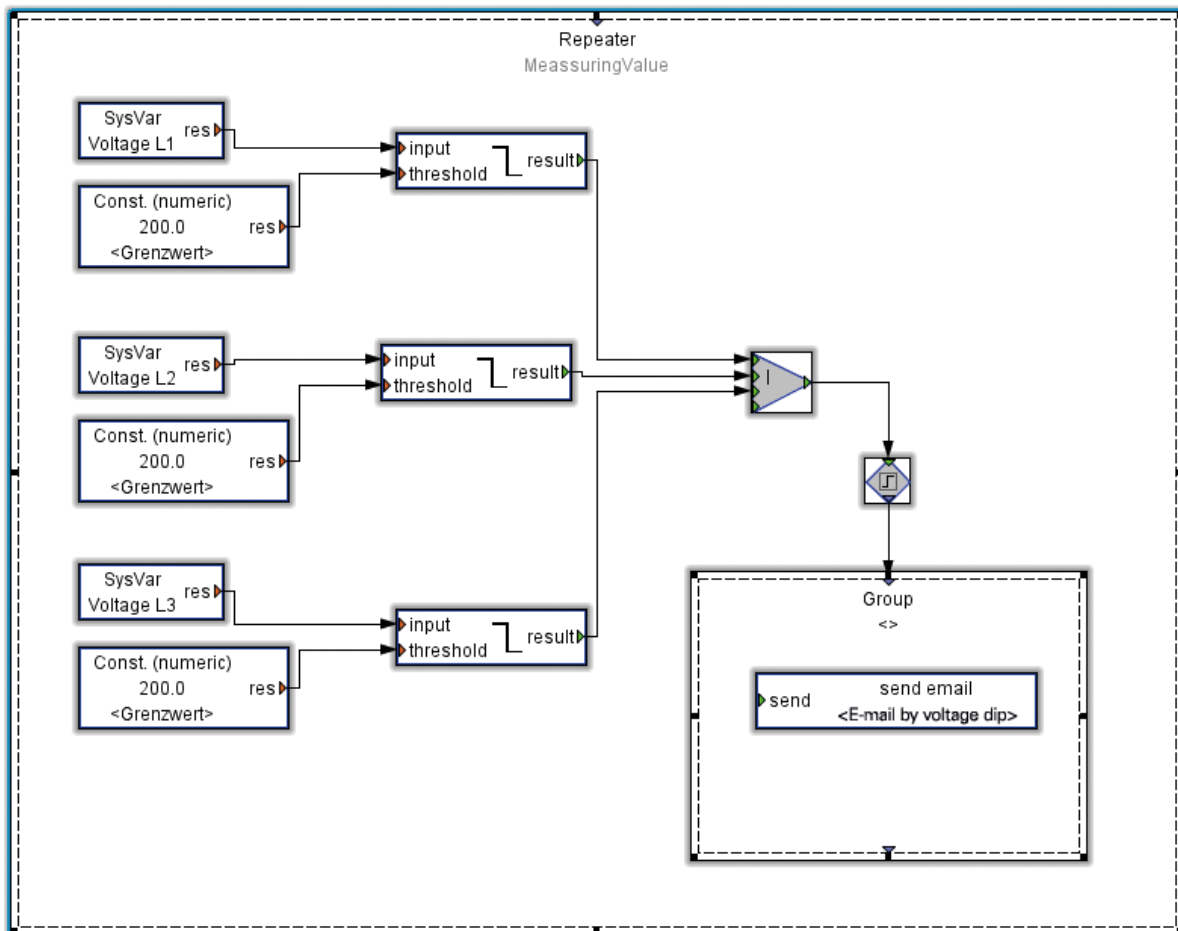 Repeater
MeassuringValue
SysVar
Voltage L1
res
input
threshold
result
Const. (numeric)
200.0
<Grenzwert>
res
SysVar
Voltage L2
res
input
threshold
result
Const. (numeric)
200.0
<Grenzwert>
res
|
SysVar
Voltage L3
res
input
threshold
result
Const. (numeric)
200.0
<Grenzwert>
res
Group
<>
send
send email
<E-mail by voltage dip>